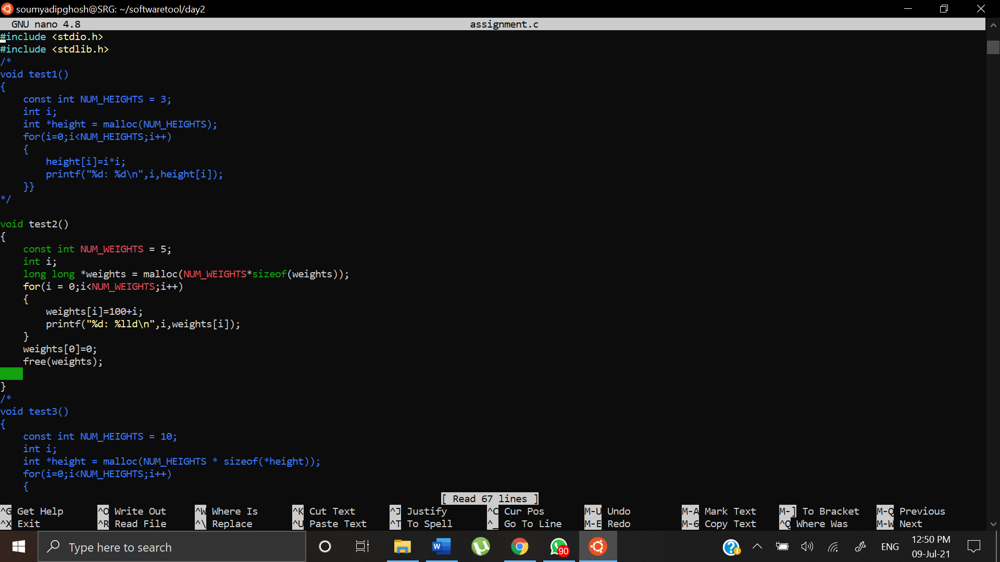 soumyadipghosh@SRG: ~/softwaretool/day2
GNU nano 4.8 assignment.c
#include <stdio.h>
#include <stdlib.h>
/*
void test1()
{
    const int NUM_HEIGHTS = 3;
    int i;
    int *height = malloc(NUM_HEIGHTS);
    for(i=0;i<NUM_HEIGHTS;i++)
    {
        height[i]=i*i;
        printf("%d: %d\n",i,height[i]);
    }}
*/

void test2()
{
    const int NUM_WEIGHTS = 5;
    int i;
    long long *weights = malloc(NUM_WEIGHTS*sizeof(weights));
    for(i = 0;i<NUM_WEIGHTS;i++)
    {
        weights[i]=100+i;
        printf("%d: %lld\n",i,weights[i]);
    }
    weights[0]=0;
    free(weights);

}
/*
void test3()
{
    const int NUM_HEIGHTS = 10;
    int i;
    int *height = malloc(NUM_HEIGHTS * sizeof(*height));
    for(i=0;i<NUM_HEIGHTS;i++)
    {
[ Read 67 lines ]
^G Get Help ^O Write Out ^W Where Is ^K Cut Text ^J Justify ^C Cur Pos M-U Undo M-A Mark Text M-] To Bracket M-Q Previous
^X Exit ^R Read File ^\ Replace ^U Paste Text ^T To Spell ^_ Go To Line M-E Redo M-6 Copy Text ^Q Where Was M-W Next
Type here to search W 90 ENG 12:50 PM
09-Jul-21